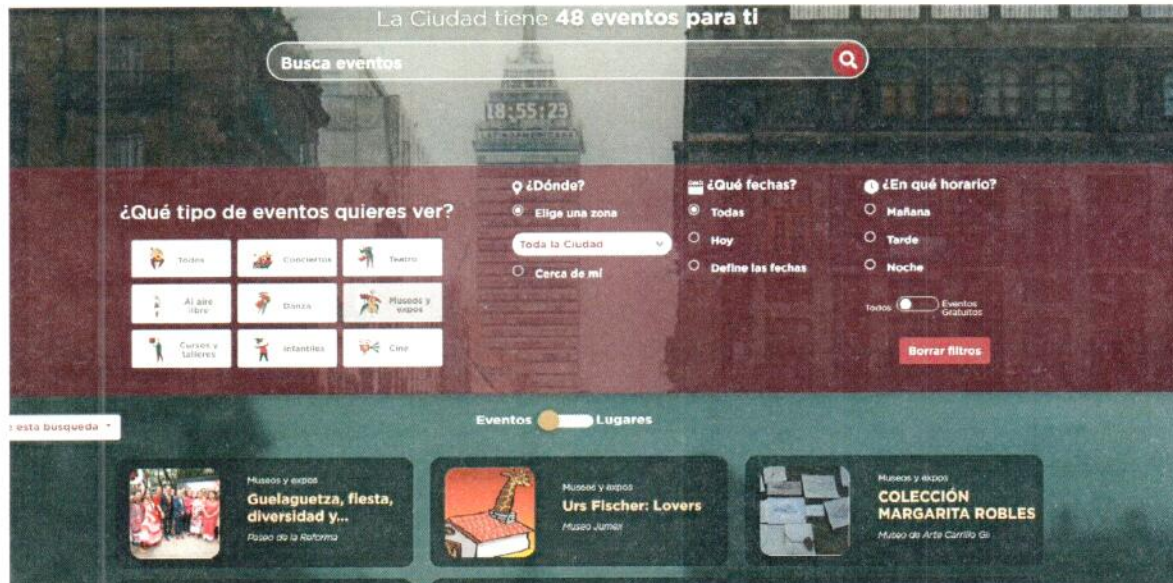 La Ciudad tiene 48 eventos para ti
Busca eventos
18:55:23
LATINOAMERICANA
¿Qué tipo de eventos quieres ver?
Todos
Conciertos
Teatro
Al aire
libre
Danza
Museos y
expos
Cursos y
talleres
Infantiles
Cine
¿Dónde?
Elige una zona
Toda la Ciudad
Cerca de mí
¿Qué fechas?
Todas
Hoy
Define las fechas
¿En qué horario?
Mañana
Tarde
Noche
Todos
Eventos
Gratuitos
Borrar filtros
esta busqueda
Eventos
Lugares
Museos y expos
Guelaguetza, fiesta,
diversidad y...
Paseo de la Reforma
Museos y expos
Urs Fischer: Lovers
Museo Jumex
Museos y expos
COLECCIÓN
MARGARITA ROBLES
Museo de Arte Carrillo Gil